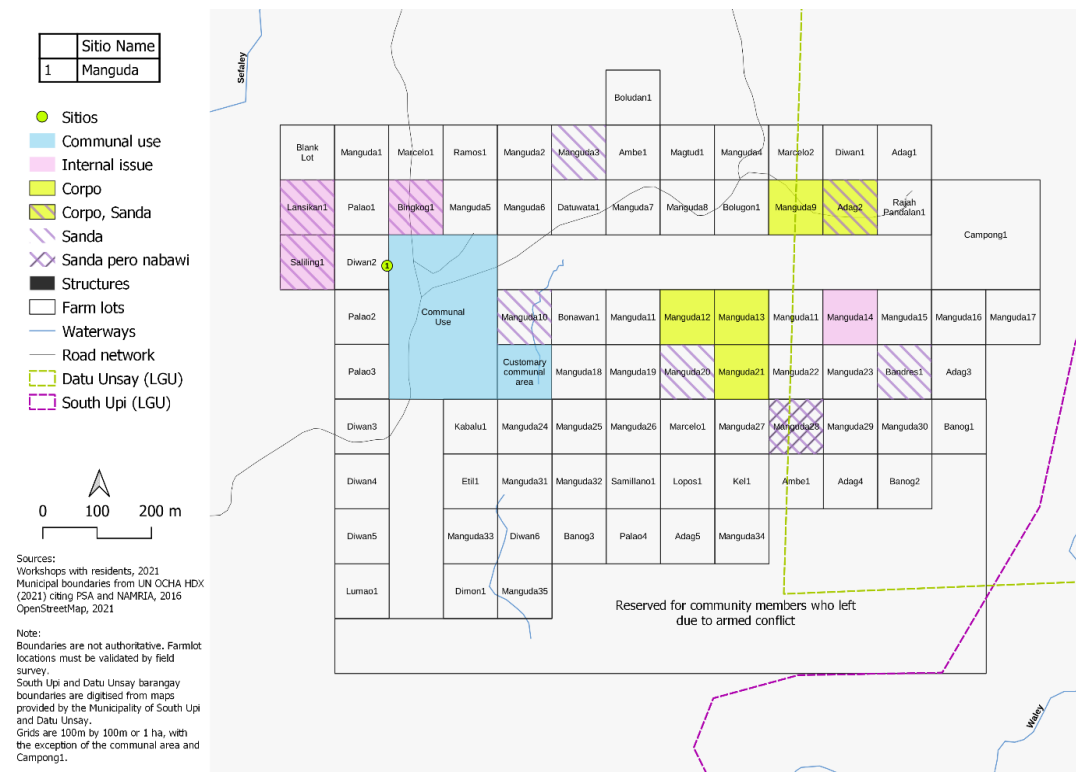 Sitio Name
1 Manguda
Sitios
Communal use
Internal issue
Corpo
Corpo, Sanda
Sanda
Sanda pero nabawi
Structures
Farm lots
Waterways
Road network
Datu Unsay (LGU)
South Upi (LGU)
0 100 200 m
Sources:
Workshops with residents, 2021
Municipal boundaries from UN OCHA HDX
(2021) citing PSA and NAMRIA, 2016
OpenStreetMap, 2021
Note:
Boundaries are not authoritative. Farmlot
locations must be validated by field
survey.
South Upi and Datu Unsay barangay
boundaries are digitised from maps
provided by the Municipality of South Upi
and Datu Unsay.
Grids are 100m by 100m or 1 ha, with
the exception of the communal area and
Campong1.
Sefaley
Boludan1
Blank
Lot
Manguda1 Marcelo1 Ramos1 Manguda2 Manguda3 Ambe1 Magtud1 Manguda4 Marcelo2 Diwan1 Adag1
Lansikan1 Palao1 Bingkog1 Manguda5 Manguda6 Datuwata1 Manguda7 Manguda8 Bolugon1 Manguda9 Adag2 Rajah
Pandalan1
Campong1
Saliling1 Diwan2 1
Palao2 Communal
Use
Manguda10 Bonawan1 Manguda11 Manguda12 Manguda13 Manguda11 Manguda14 Manguda15 Manguda16 Manguda17
Palao3 Customary
communal
area
Manguda18 Manguda19 Manguda20 Manguda21 Manguda22 Manguda23 Bandres1 Adag3
Diwan3 Kabalu1 Manguda24 Manguda25 Manguda26 Marcelo1 Manguda27 Manguda28 Manguda29 Manguda30 Banog1
Diwan4 Etil1 Manguda31 Manguda32 Samillano1 Lopos1 Kel1 Ambe1 Adag4 Banog2
Diwan5 Manguda33 Diwan6 Banog3 Palao4 Adag5 Manguda34
Lumao1 Dimon1 Manguda35
Reserved for community members who left
due to armed conflict
Waley